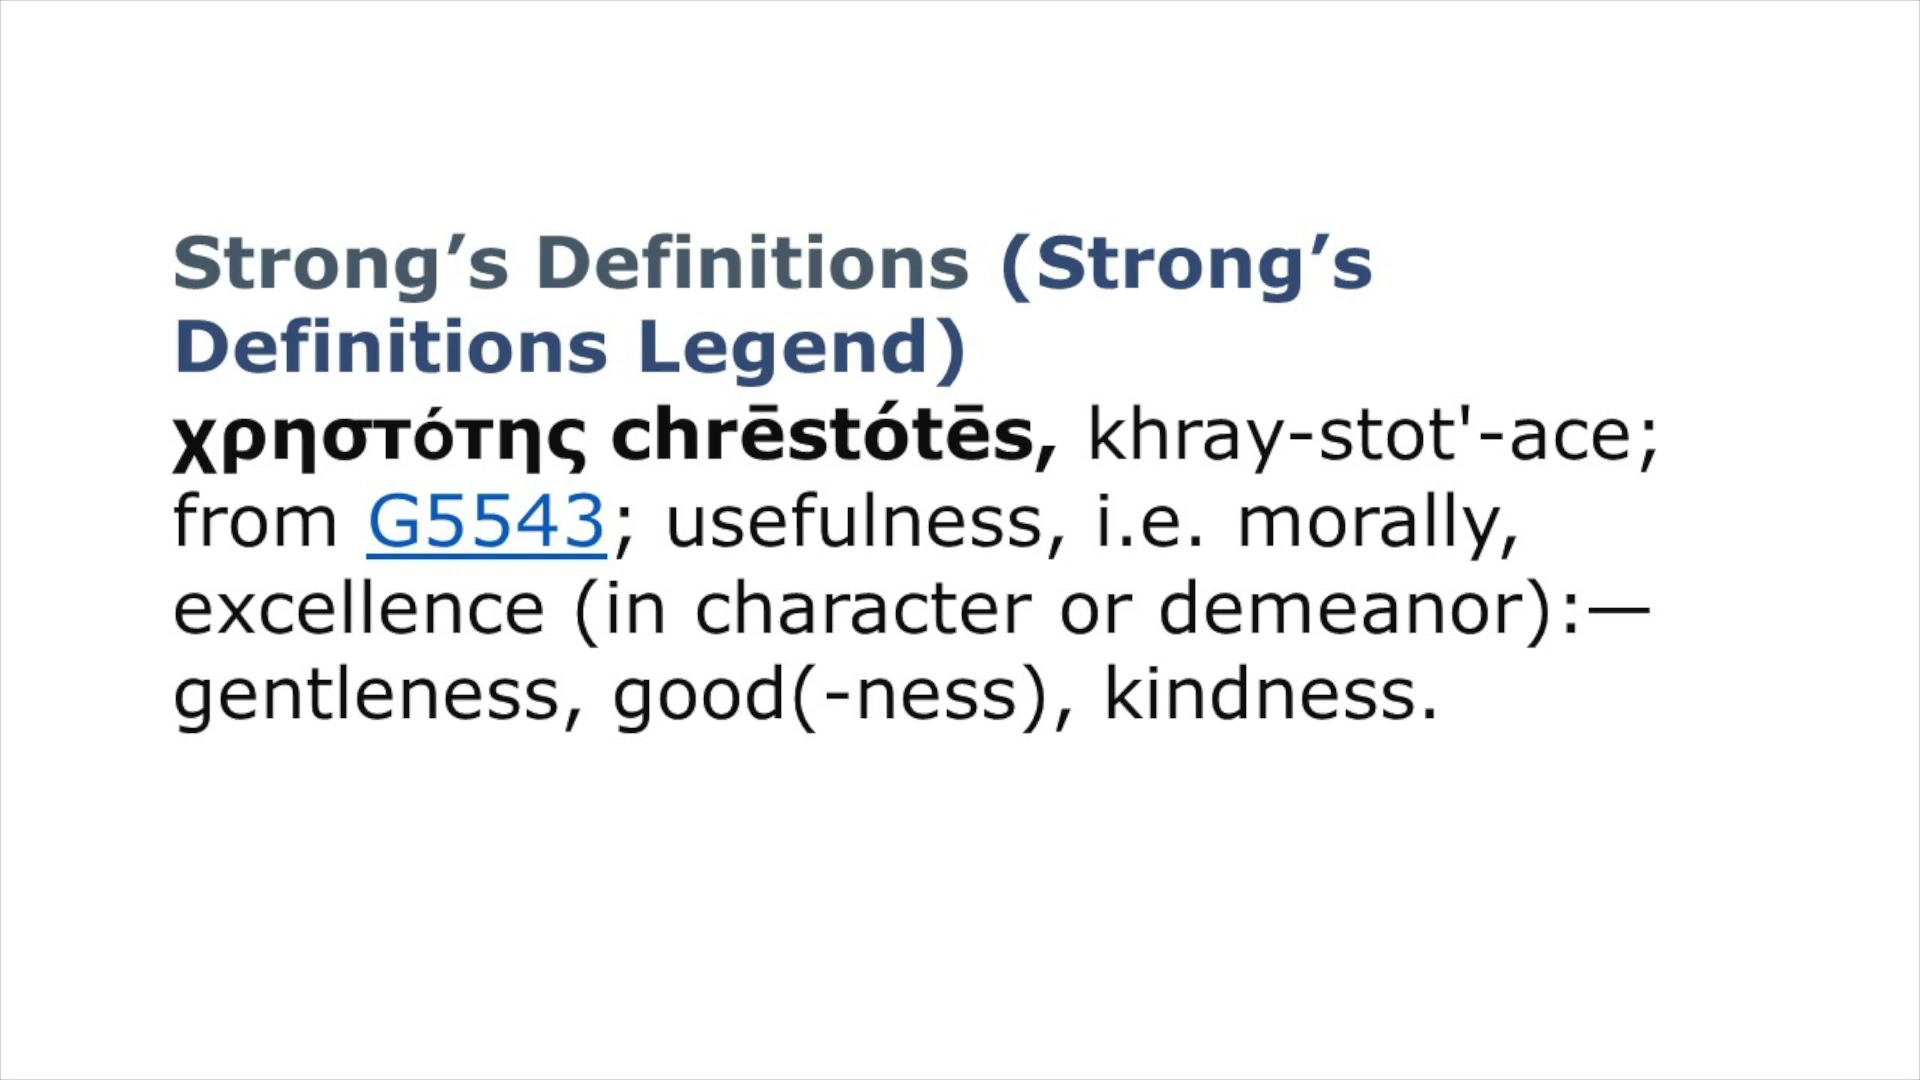 Strong’s Definitions (Strong’s
Definitions Legend)
χρηστότης chrēstótēs, khray-stot'-ace;
from G5543; usefulness, i.e. morally,
excellence (in character or demeanor):—
gentleness, good(-ness), kindness.